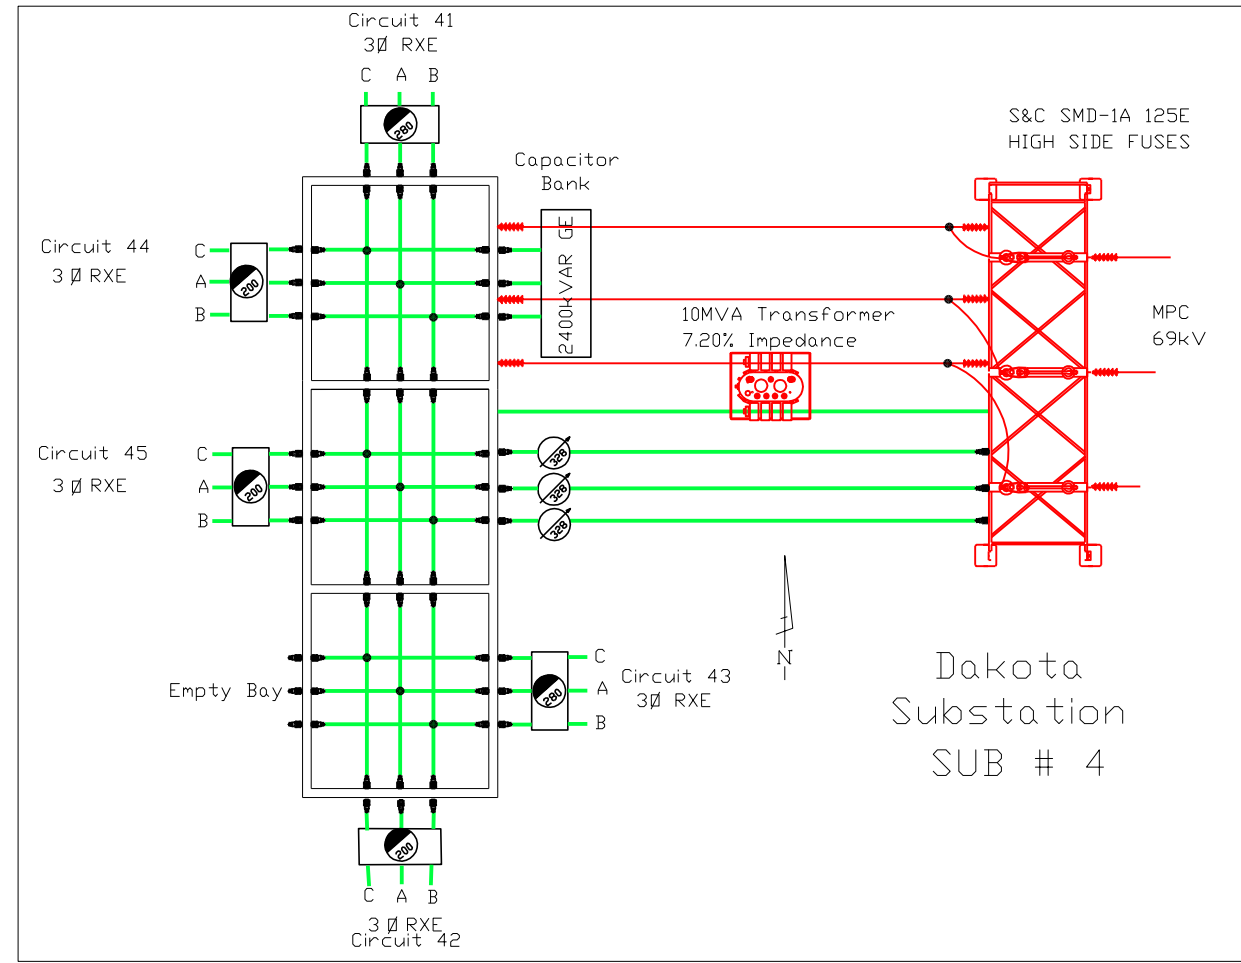 Circuit 41
3Ø RXE
C A B
280
S&C SMD-1A 125E
HIGH SIDE FUSES
Capacitor
Bank
2400kVAR GE
Circuit 44
3 Ø RXE
C
A
B
200
10MVA Transformer
7.20% Impedance
MPC
69kV
Circuit 45
3 Ø RXE
C
A
B
200
328
328
328
N
Empty Bay
280
C
A
B
Circuit 43
3Ø RXE
Dakota
Substation
SUB # 4
200
C A B
3 Ø RXE
Circuit 42